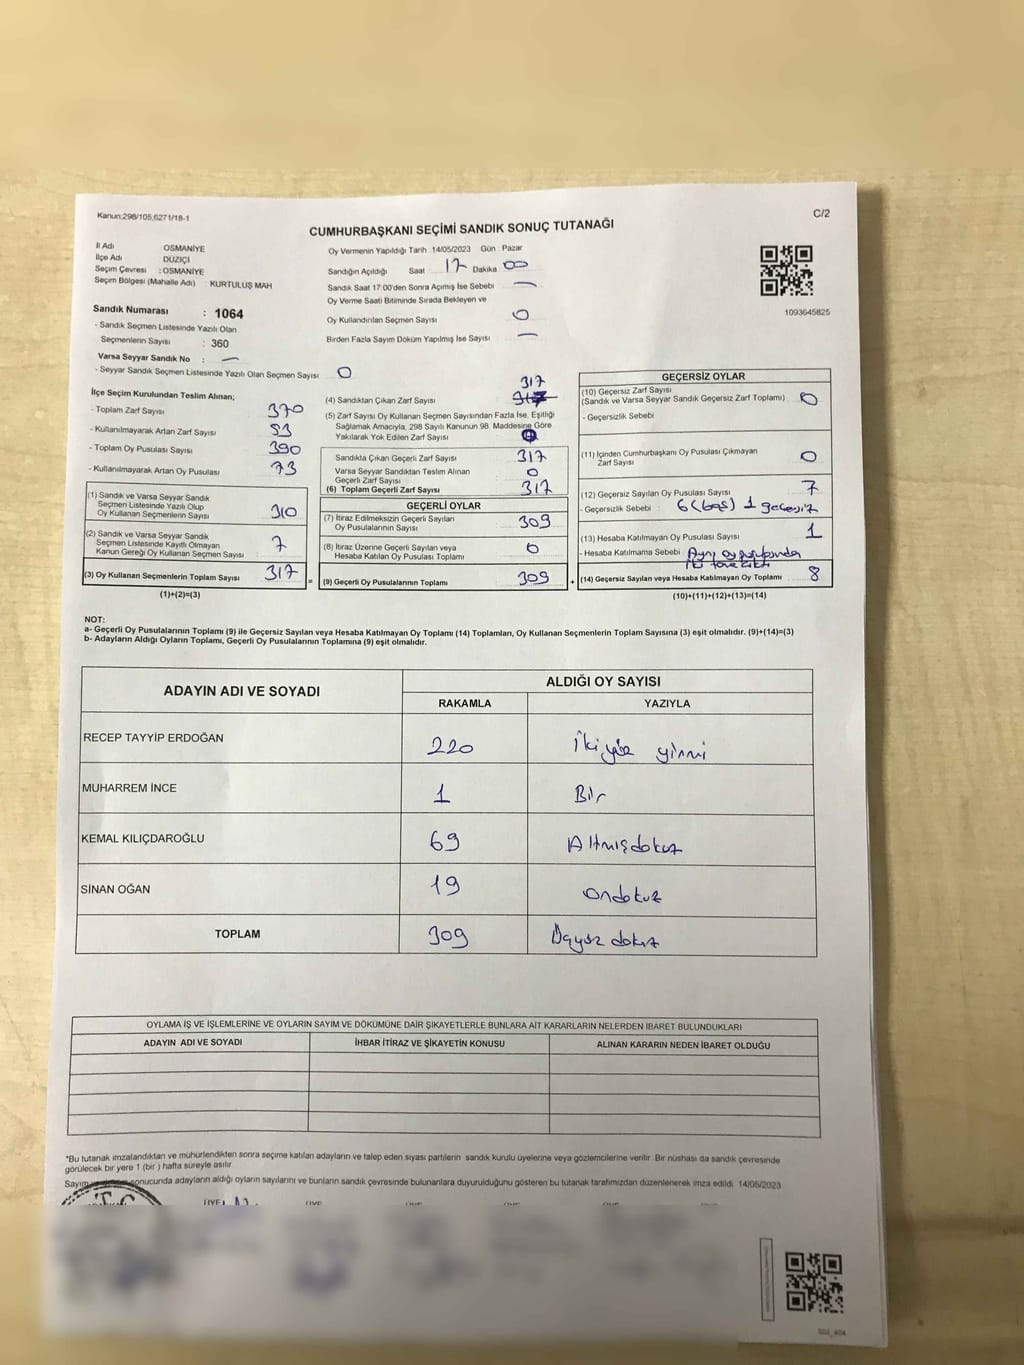 Kanun:298/105,6271/18-1
C/2
CUMHURBAŞKANI SEÇİMİ SANDIK SONUÇ TUTANAĞI
İl Adı OSMANİYE
İlçe Adı DÜZİÇİ
Seçim Çevresi : OSMANİYE
Seçim Bölgesi (Mahalle Adı) : KURTULUŞ MAH
Sandık Numarası : 1064
- Sandık Seçmen Listesinde Yazılı Olan
Seçmenlerin Sayısı : 360
Varsa Seyyar Sandık No : —
- Seyyar Sandık Seçmen Listesinde Yazılı Olan Seçmen Sayısı 0
Oy Vermenin Yapıldığı Tarih :14/05/2023 Gün : Pazar
Sandığın Açıldığı Saat : 17 Dakika : 00
Sandık Saat 17:00'den Sonra Açımış İse Sebebi —
Oy Verme Saati Bitiminde Sırada Bekleyen ve
Oy Kullandırılan Seçmen Sayısı 0
Birden Fazla Sayım Döküm Yapılmış İse Sayısı —
1093645825
İlçe Seçim Kurulundan Teslim Alınan;
- Toplam Zarf Sayısı 370
- Kullanılmayarak Artan Zarf Sayısı 53
- Toplam Oy Pusulası Sayısı 390
- Kullanılmayarak Artan Oy Pusulası 73
(1) Sandık ve Varsa Seyyar Sandık
Seçmen Listesinde Yazılı Olup
Oy Kullanan Seçmenlerin Sayısı 310
(2) Sandık ve Varsa Seyyar Sandık
Seçmen Listesinde Kayıtlı Olmayan
Kanun Gereği Oy Kullanan Seçmen Sayısı 7
(3) Oy Kullanan Seçmenlerin Toplam Sayısı 317
(1)+(2)=(3)
317
(4) Sandıktan Çıkan Zarf Sayısı 317
(5) Zarf Sayısı Oy Kullanan Seçmen Sayısından Fazla İse, Eşitliği
Sağlamak Amacıyla, 298 Sayılı Kanunun 98. Maddesine Göre
Yakılarak Yok Edilen Zarf Sayısı
Sandıkta Çıkan Geçerli Zarf Sayısı 317
Varsa Seyyar Sandıktan Teslim Alınan
Geçerli Zarf Sayısı 0
(6) Toplam Geçerli Zarf Sayısı 317
GEÇERLİ OYLAR
(7) İtiraz Edilmeksizin Geçerli Sayılan
Oy Pusulalarının Sayısı 309
(8) İtiraz Üzerine Geçerli Sayılan veya
Hesaba Katılan Oy Pusulası Toplamı 0
= (9) Geçerli Oy Pusulalarının Toplamı 309 +
GEÇERSİZ OYLAR
(10) Geçersiz Zarf Sayısı
(Sandık ve Varsa Seyyar Sandık Geçersiz Zarf Toplamı) 0
- Geçersizlik Sebebi
(11) İçinden Cumhurbaşkanı Oy Pusulası Çıkmayan
Zarf Sayısı 0
(12) Geçersiz Sayılan Oy Pusulası Sayısı 7
- Geçersizlik Sebebi : 6 (boş) 1 geçersiz
(13) Hesaba Katılmayan Oy Pusulası Sayısı 1
- Hesaba Katılmama Sebebi : Aynı oy pusulasında
iki
(14) Geçersiz Sayılan veya Hesaba Katılmayan Oy Toplamı 8
(10)+(11)+(12)+(13)=(14)
NOT:
a- Geçerli Oy Pusulalarının Toplamı (9) ile Geçersiz Sayılan veya Hesaba Katılmayan Oy Toplamı (14) Toplamları, Oy Kullanan Seçmenlerin Toplam Sayısına (3) eşit olmalıdır. (9)+(14)=(3)
b- Adayların Aldığı Oyların Toplamı, Geçerli Oy Pusulalarının Toplamına (9) eşit olmalıdır.
ADAYIN ADI VE SOYADI ALDIĞI OY SAYISI
RAKAMLA YAZIYLA
RECEP TAYYİP ERDOĞAN 220 İkiyüz yirmi
MUHARREM İNCE 1 Bir
KEMAL KILIÇDAROĞLU 69 Altmışdokuz
SİNAN OĞAN 19 ondokuz
TOPLAM 309 Üçyüz dokuz
OYLAMA İŞ VE İŞLEMLERİNE VE OYLARIN SAYIM VE DÖKÜMÜNE DAİR ŞİKAYETLERLE BUNLARA AİT KARARLARIN NELERDEN İBARET BULUNDUKLARI
ADAYIN ADI VE SOYADI İHBAR İTİRAZ VE ŞİKAYETİN KONUSU ALINAN KARARIN NEDEN İBARET OLDUĞU
*Bu tutanak imzalandıktan ve mühürlendikten sonra seçime katılan adayların ve talep eden siyasi partilerin sandık kurulu üyelerine veya gözlemcilerine verilir. Bir nüshası da sandık çevresinde
görülecek bir yere 1 (bir) hafta süreyle asılır.
Sayım sonucunda adayların aldığı oyların sayılarını ve bunların sandık çevresinde bulunanlara duyurulduğunu gösteren bu tutanak tarafımızdan düzenlenerek imza edildi. 14/05/2023
T.C.
ÜYE ÜYE ÜYE ÜYE ÜYE ÜYE